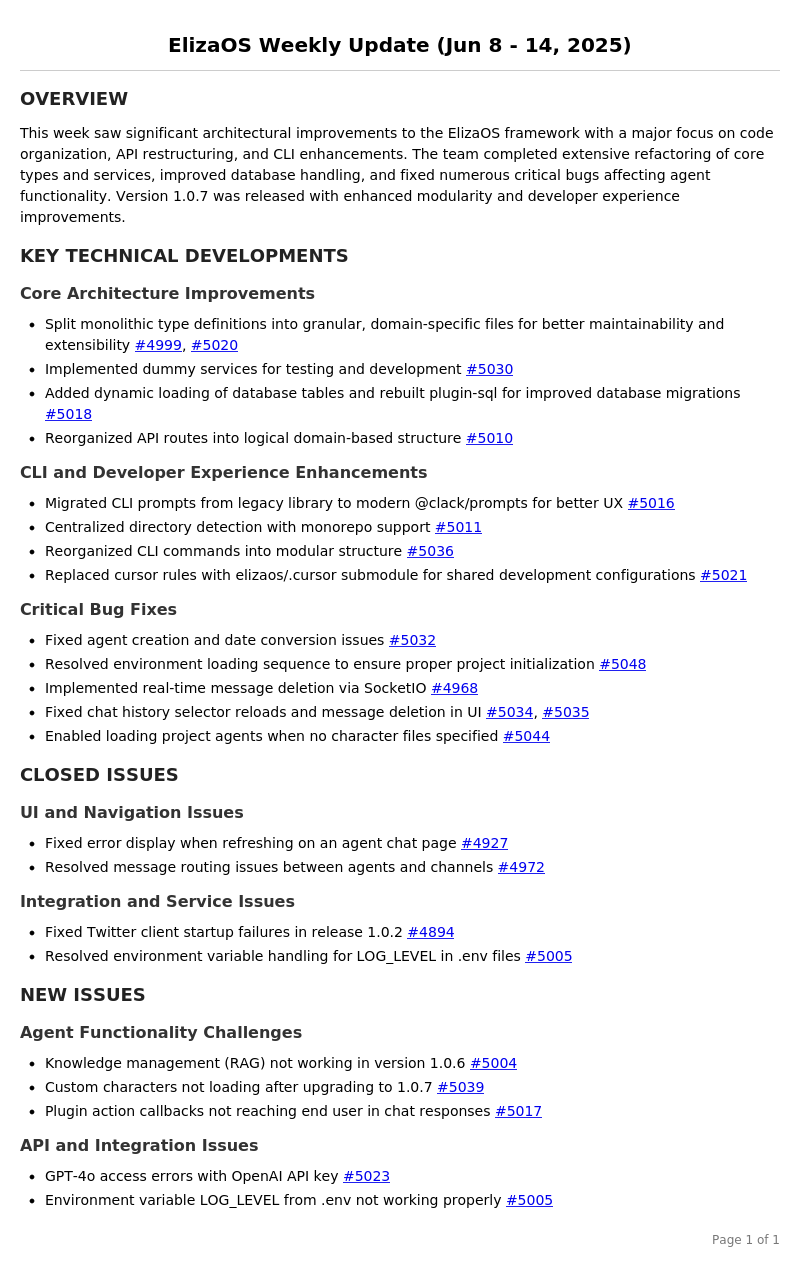 ElizaOS Weekly Update (Jun 8 - 14, 2025)
OVERVIEW
This week saw significant architectural improvements to the ElizaOS framework with a major focus on code
organization, API restructuring, and CLI enhancements. The team completed extensive refactoring of core
types and services, improved database handling, and fixed numerous critical bugs affecting agent
functionality. Version 1.0.7 was released with enhanced modularity and developer experience
improvements.
KEY TECHNICAL DEVELOPMENTS
Core Architecture Improvements
• Split monolithic type definitions into granular, domain-specific files for better maintainability and
extensibility #4999, #5020
• Implemented dummy services for testing and development #5030
• Added dynamic loading of database tables and rebuilt plugin-sql for improved database migrations
#5018
• Reorganized API routes into logical domain-based structure #5010
CLI and Developer Experience Enhancements
• Migrated CLI prompts from legacy library to modern @clack/prompts for better UX #5016
• Centralized directory detection with monorepo support #5011
• Reorganized CLI commands into modular structure #5036
• Replaced cursor rules with elizaos/.cursor submodule for shared development configurations #5021
Critical Bug Fixes
• Fixed agent creation and date conversion issues #5032
• Resolved environment loading sequence to ensure proper project initialization #5048
• Implemented real-time message deletion via SocketIO #4968
• Fixed chat history selector reloads and message deletion in UI #5034, #5035
• Enabled loading project agents when no character files specified #5044
CLOSED ISSUES
UI and Navigation Issues
• Fixed error display when refreshing on an agent chat page #4927
• Resolved message routing issues between agents and channels #4972
Integration and Service Issues
• Fixed Twitter client startup failures in release 1.0.2 #4894
• Resolved environment variable handling for LOG_LEVEL in .env files #5005
NEW ISSUES
Agent Functionality Challenges
• Knowledge management (RAG) not working in version 1.0.6 #5004
• Custom characters not loading after upgrading to 1.0.7 #5039
• Plugin action callbacks not reaching end user in chat responses #5017
API and Integration Issues
• GPT-4o access errors with OpenAI API key #5023
• Environment variable LOG_LEVEL from .env not working properly #5005
Page 1 of 1